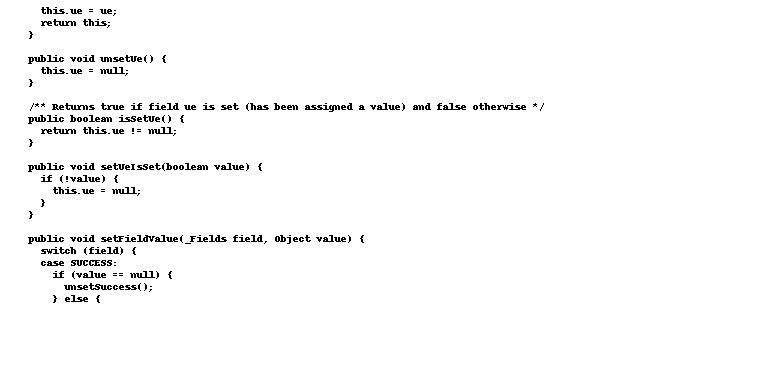 this.ue = ue;
return this;
}
public void unsetUe() {
this.ue = null;
}
/** Returns true if field ue is set (has been assigned a value) and false otherwise */
public boolean isSetUe() {
return this.ue != null;
}
public void setUeIsSet(boolean value) {
if (!value) {
this.ue = null;
}
}
public void setFieldValue(_Fields field, Object value) {
switch (field) {
case SUCCESS:
if (value == null) {
unsetSuccess();
} else {